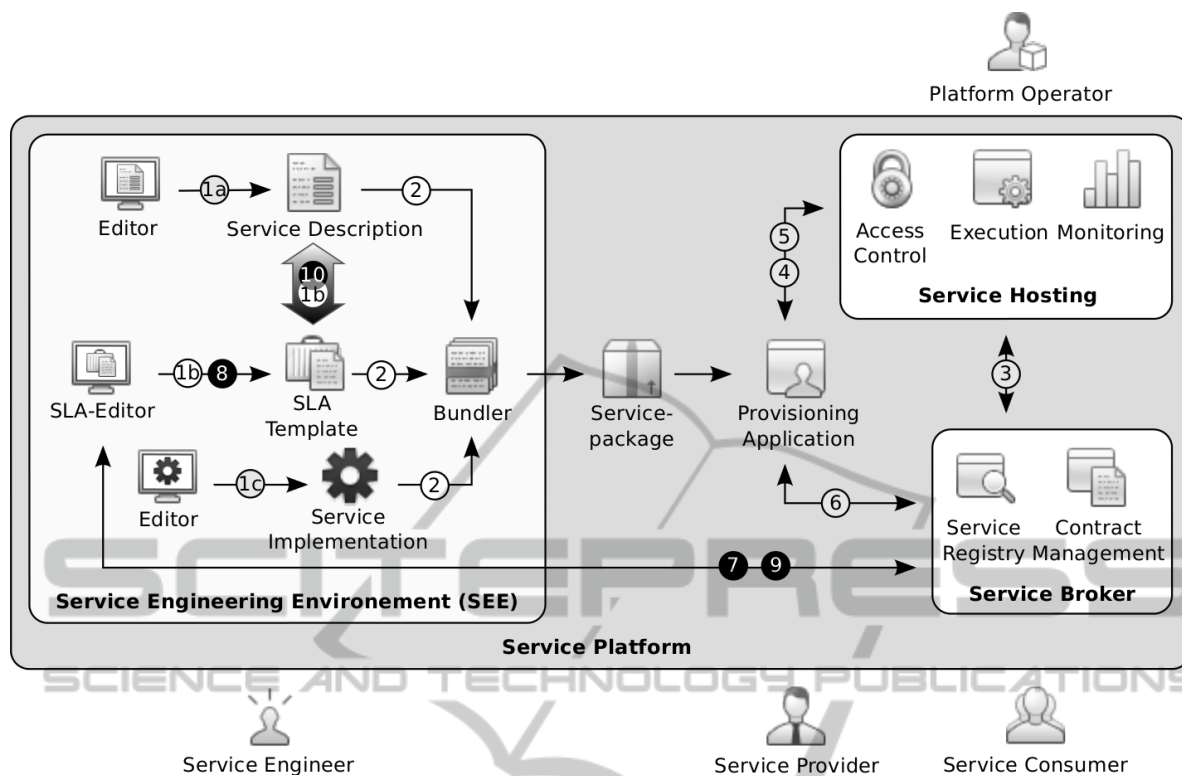 Platform Operator
1a
2
Editor
Service Description
10
1b
5
4
Access
Control
Execution
Monitoring
Service Hosting
1b
8
2
3
SLA-Editor
SLA
Template
Bundler
Service-
package
Provisioning
Application
1c
2
6
Editor
Service
Implementation
Service
Registry
Contract
Management
7
9
Service Broker
Service Engineering Environement (SEE)
Service Platform
SCITEPRESS
SCIENCE AND TECHNOLOGY PUBLICATIONS
Service Engineer
Service Provider
Service Consumer